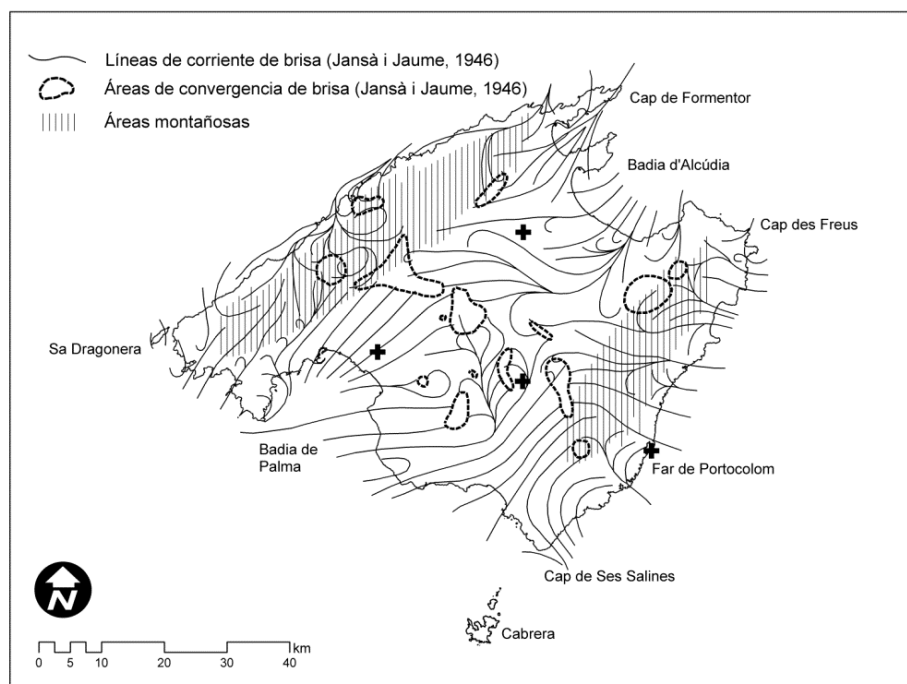 Líneas de corriente de brisa (Jansà i Jaume, 1946)
Áreas de convergencia de brisa (Jansà i Jaume, 1946)
Áreas montañosas
Cap de Formentor
Badia d'Alcúdia
Cap des Freus
Sa Dragonera
Badia de
Palma
Far de Portocolom
Cap de Ses Salines
Cabrera
N
km
0 5 10 20 30 40